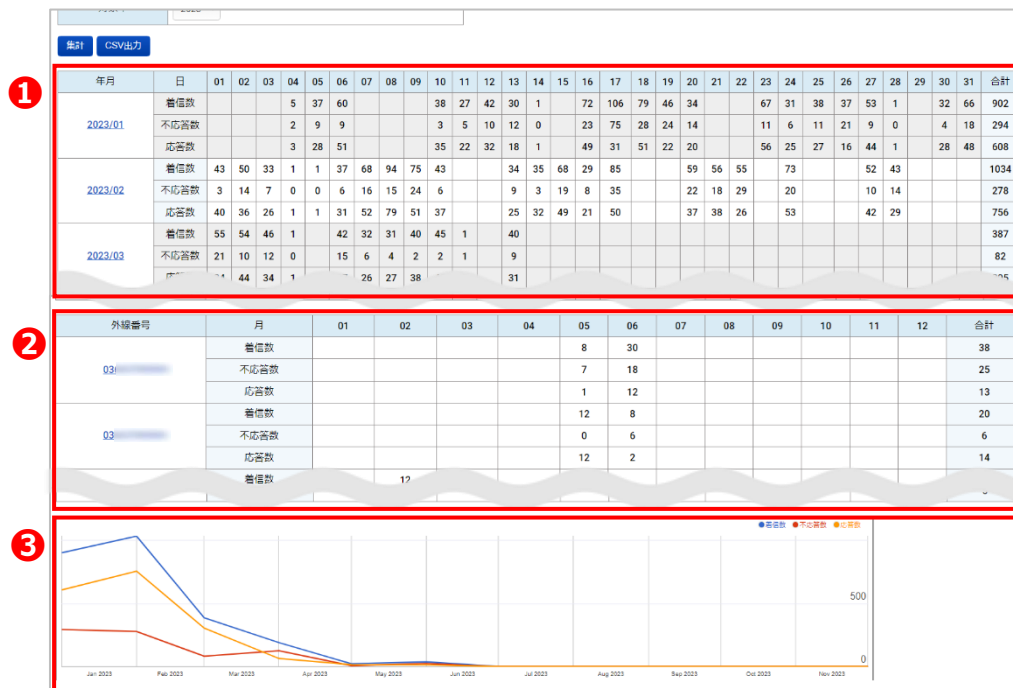 集計 CSV出力
❶
年月 日 01 02 03 04 05 06 07 08 09 10 11 12 13 14 15 16 17 18 19 20 21 22 23 24 25 26 27 28 29 30 31 合計
2023/01
着信数 5 37 60 38 27 42 30 1 72 106 79 46 34 67 31 38 37 53 1 32 66 902
不応答数 2 9 9 3 5 10 12 0 23 75 28 24 14 11 6 11 21 9 0 4 18 294
応答数 3 28 51 35 22 32 18 1 49 31 51 22 20 56 25 27 16 44 1 28 48 608
2023/02
着信数 43 50 33 1 1 37 68 94 75 43 34 35 68 29 85 59 56 55 73 52 43 1034
不応答数 3 14 7 0 0 6 16 15 24 6 9 3 19 8 35 22 18 29 20 10 14 278
応答数 40 36 26 1 1 31 52 79 51 37 25 32 49 21 50 37 38 26 53 42 29 756
2023/03
着信数 55 54 46 1 42 32 31 40 45 1 40 387
不応答数 21 10 12 0 15 6 4 2 2 1 9 82
44 34 1 26 27 38 31
❷
外線番号 月 01 02 03 04 05 06 07 08 09 10 11 12 合計
03
着信数 8 30 38
不応答数 7 18 25
応答数 1 12 13
03
着信数 12 8 20
不応答数 0 6 6
応答数 12 2 14
着信数 12
❸
着信数 不応答数 応答数
500
0
Jan 2023 Feb 2023 Mar 2023 Apr 2023 May 2023 Jun 2023 Jul 2023 Aug 2023 Sep 2023 Oct 2023 Nov 2023